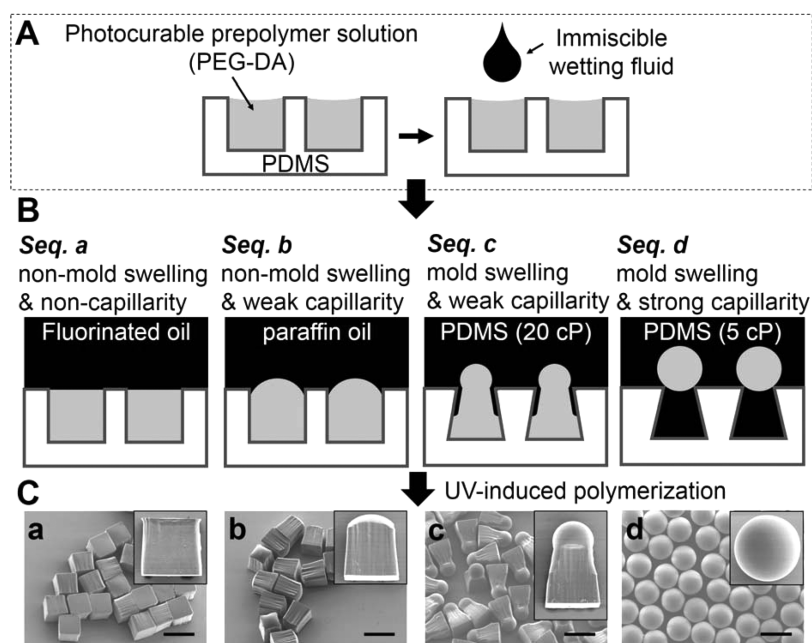 A
Photocurable prepolymer solution
(PEG-DA)
Immiscible
wetting fluid
PDMS
B
Seq. a
non-mold swelling
& non-capillarity
Fluorinated oil
Seq. b
non-mold swelling
& weak capillarity
paraffin oil
Seq. c
mold swelling
& weak capillarity
PDMS (20 cP)
Seq. d
mold swelling
& strong capillarity
PDMS (5 cP)
UV-induced polymerization
C
a
b
c
d